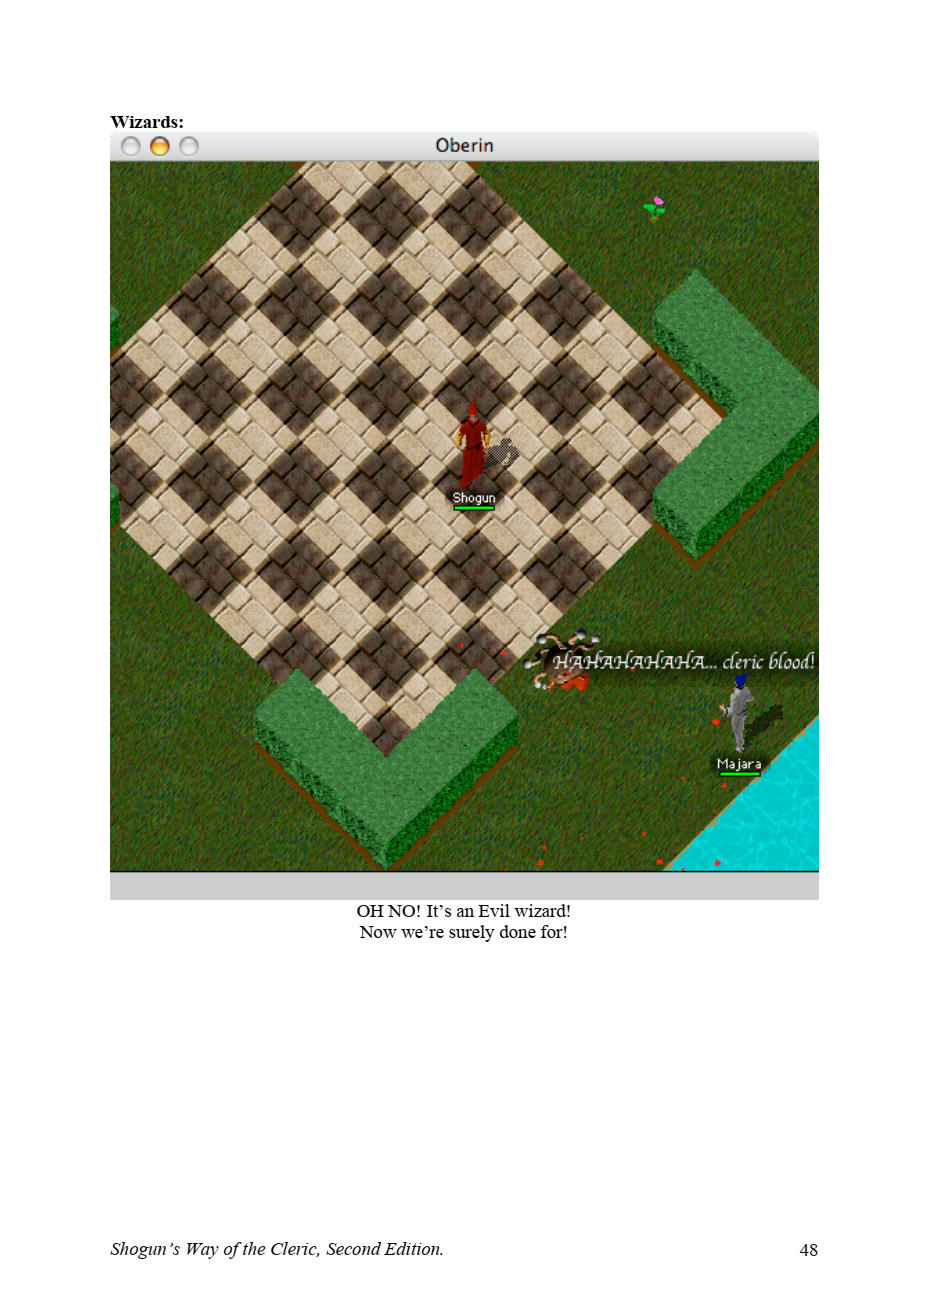 Wizards:
Oberin
Shogun
HAHAHAHAHA... cleric blood!
Majara
OH NO! It’s an Evil wizard!
Now we’re surely done for!
Shogun’s Way of the Cleric, Second Edition.
48